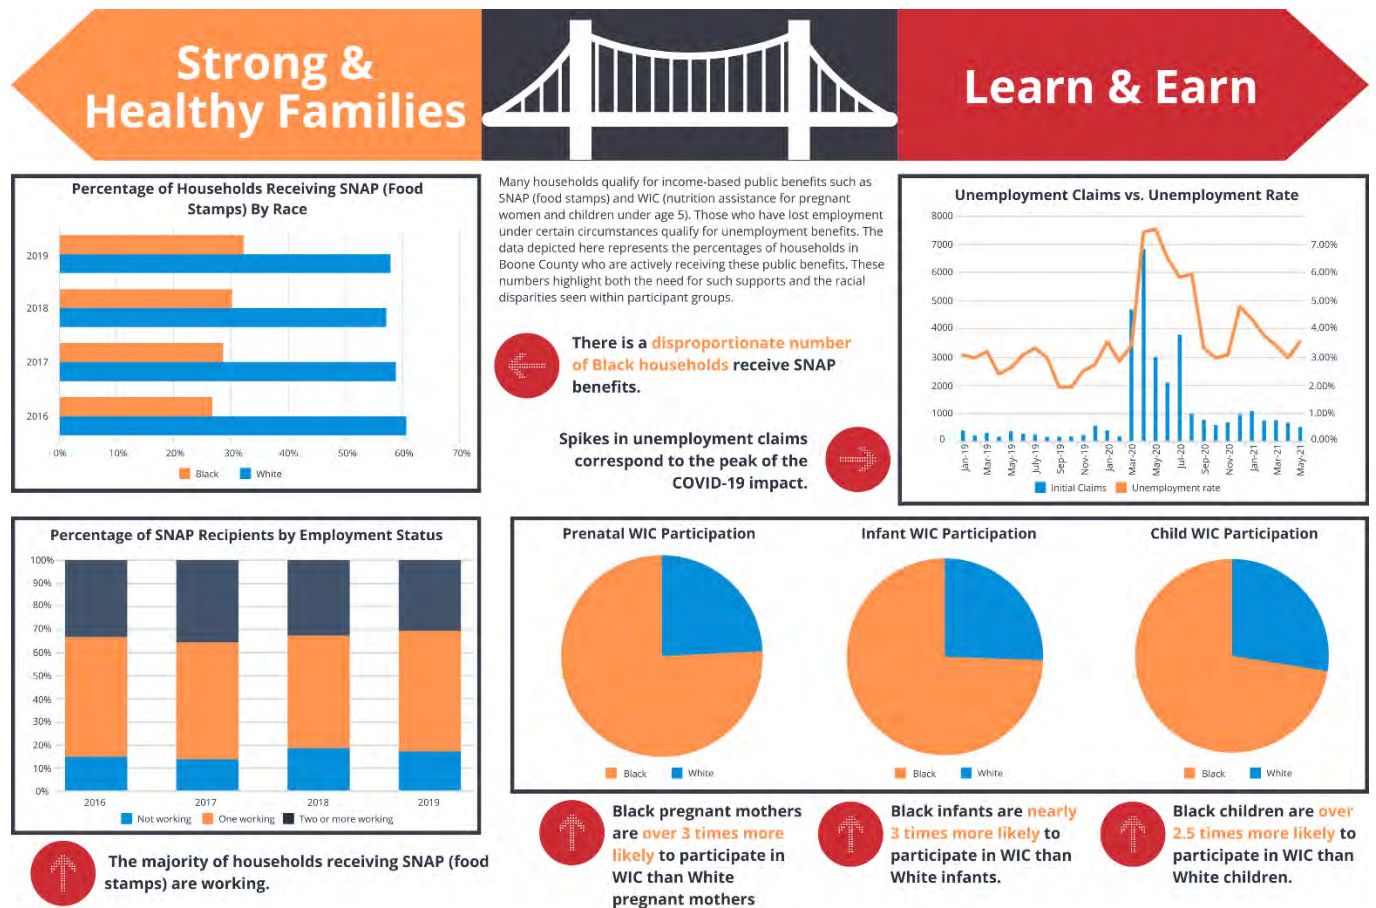 Strong &
Healthy Families
Learn & Earn
Percentage of Households Receiving SNAP (Food
Stamps) By Race
2019
2018
2017
2016
0% 10% 20% 30% 40% 50% 60% 70%
Black White
Many households qualify for income-based public benefits such as
SNAP (food stamps) and WIC (nutrition assistance for pregnant
women and children under age 5). Those who have lost employment
under certain circumstances qualify for unemployment benefits. The
data depicted here represents the percentages of households in
Boone County who are actively receiving these public benefits. These
numbers highlight both the need for such supports and the racial
disparities seen within participant groups.
There is a disproportionate number
of Black households receive SNAP
benefits.
Spikes in unemployment claims
correspond to the peak of the
COVID-19 impact.
Unemployment Claims vs. Unemployment Rate
8000
7000 7.00%
6000 6.00%
5000 5.00%
4000 4.00%
3000 3.00%
2000 2.00%
1000 1.00%
0 0.00%
Jan-19 Mar-19 May-19 July-19 Sep-19 Nov-19 Jan-20 Mar-20 May-20 Jul-20 Sep-20 Nov-20 Jan-21 Mar-21 May-21
Initial Claims Unemployment rate
Percentage of SNAP Recipients by Employment Status
100%
90%
80%
70%
60%
50%
40%
30%
20%
10%
0%
2016 2017 2018 2019
Not working One working Two or more working
The majority of households receiving SNAP (food
stamps) are working.
Prenatal WIC Participation
Black White
Infant WIC Participation
Black White
Child WIC Participation
Black White
Black pregnant mothers
are over 3 times more
likely to participate in
WIC than White
pregnant mothers
Black infants are nearly
3 times more likely to
participate in WIC than
White infants.
Black children are over
2.5 times more likely to
participate in WIC than
White children.